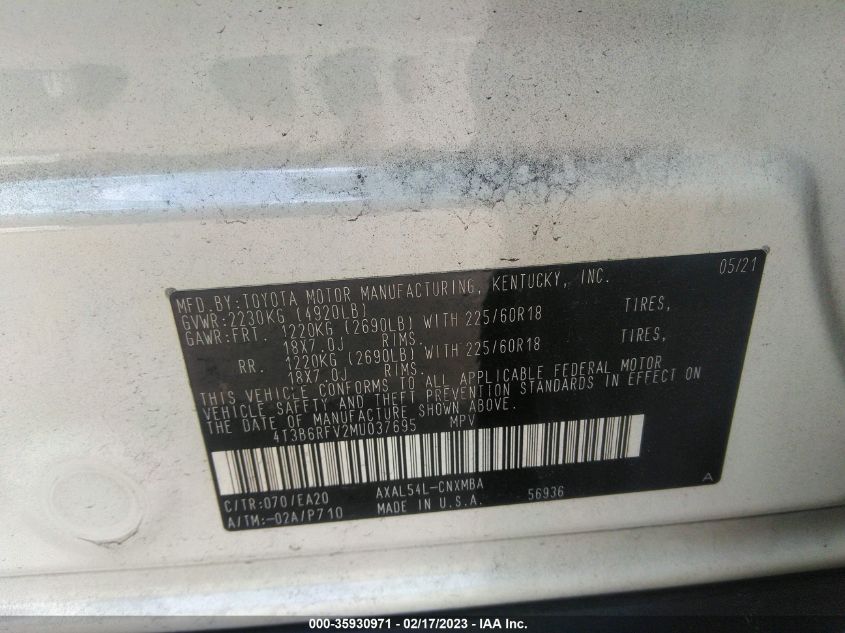 05/21
MFD.BY:TOYOTA MOTOR MANUFACTURING, KENTUCKY, INC.
GVWR:2230KG (4920LB)
GAWR:FRT. 1220KG (2690LB) WITH 225/60R18 TIRES,
18X7.0J RIMS.
RR. 1220KG (2690LB) WITH 225/60R18 TIRES,
18X7.0J RIMS.
THIS VEHICLE CONFORMS TO ALL APPLICABLE FEDERAL MOTOR
VEHICLE SAFETY AND THEFT PREVENTION STANDARDS IN EFFECT ON
THE DATE OF MANUFACTURE SHOWN ABOVE.
4T3B6RFV2MU037695 MPV
C/TR:070/EA20 AXAL54L-CNXMBA 56936 A
A/TM:-02A/P710 MADE IN U.S.A.
000-35930971 — 02/17/2023 — IAA Inc.